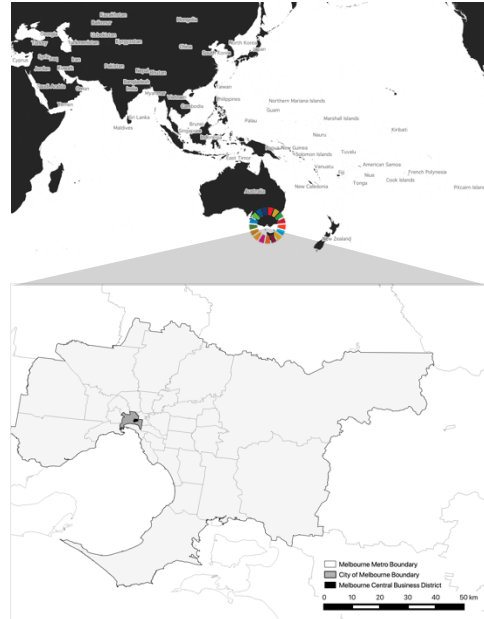 Kazakhstan
Mongolia
Uzbekistan
Kyrgyzstan
Turkey
China
North Korea
Japan
Cyprus
Iran
Jordan
Pakistan
Nepal
Bhutan
Bangladesh
India
Taiwan
Oman
Saudi Arabia
Myanmar
Northern Mariana Islands
Yemen
Cambodia
Philippines
Guam
Sri Lanka
Marshall Islands
Maldives
Brunei
Palau
Kiribati
Singapore
Nauru
Papua New Guinea
Tuvalu
East Timor
Solomon Islands
American Samoa
Vanuatu
Fiji
Niue
French Polynesia
Australia
New Caledonia
Tonga
Cook Islands
Pitcairn Island
New Zealand
Melbourne Metro Boundary
City of Melbourne Boundary
Melbourne Central Business District
0 10 20 30 40 50 km